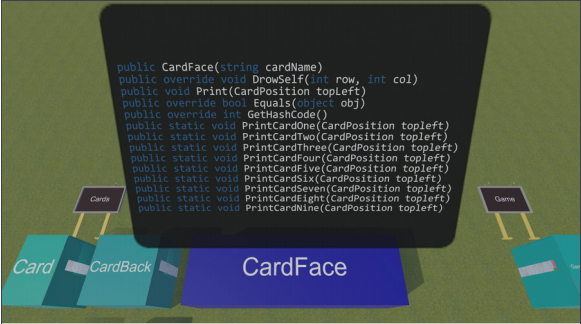 public CardFace(string cardName)
public override void DrowSelf(int row, int col)
public void Print(CardPosition topLeft)
public override bool Equals(object obj)
public override int GetHashCode()
public static void PrintCardOne(CardPosition topleft)
public static void PrintCardTwo(CardPosition topleft)
public static void PrintCardThree(CardPosition topleft)
public static void PrintCardFour(CardPosition topleft)
public static void PrintCardFive(CardPosition topleft)
public static void PrintCardSix(CardPosition topleft)
public static void PrintCardSeven(CardPosition topleft)
public static void PrintCardEight(CardPosition topleft)
public static void PrintCardNine(CardPosition topleft)
Cards
Game
Card
CardBack
CardFace